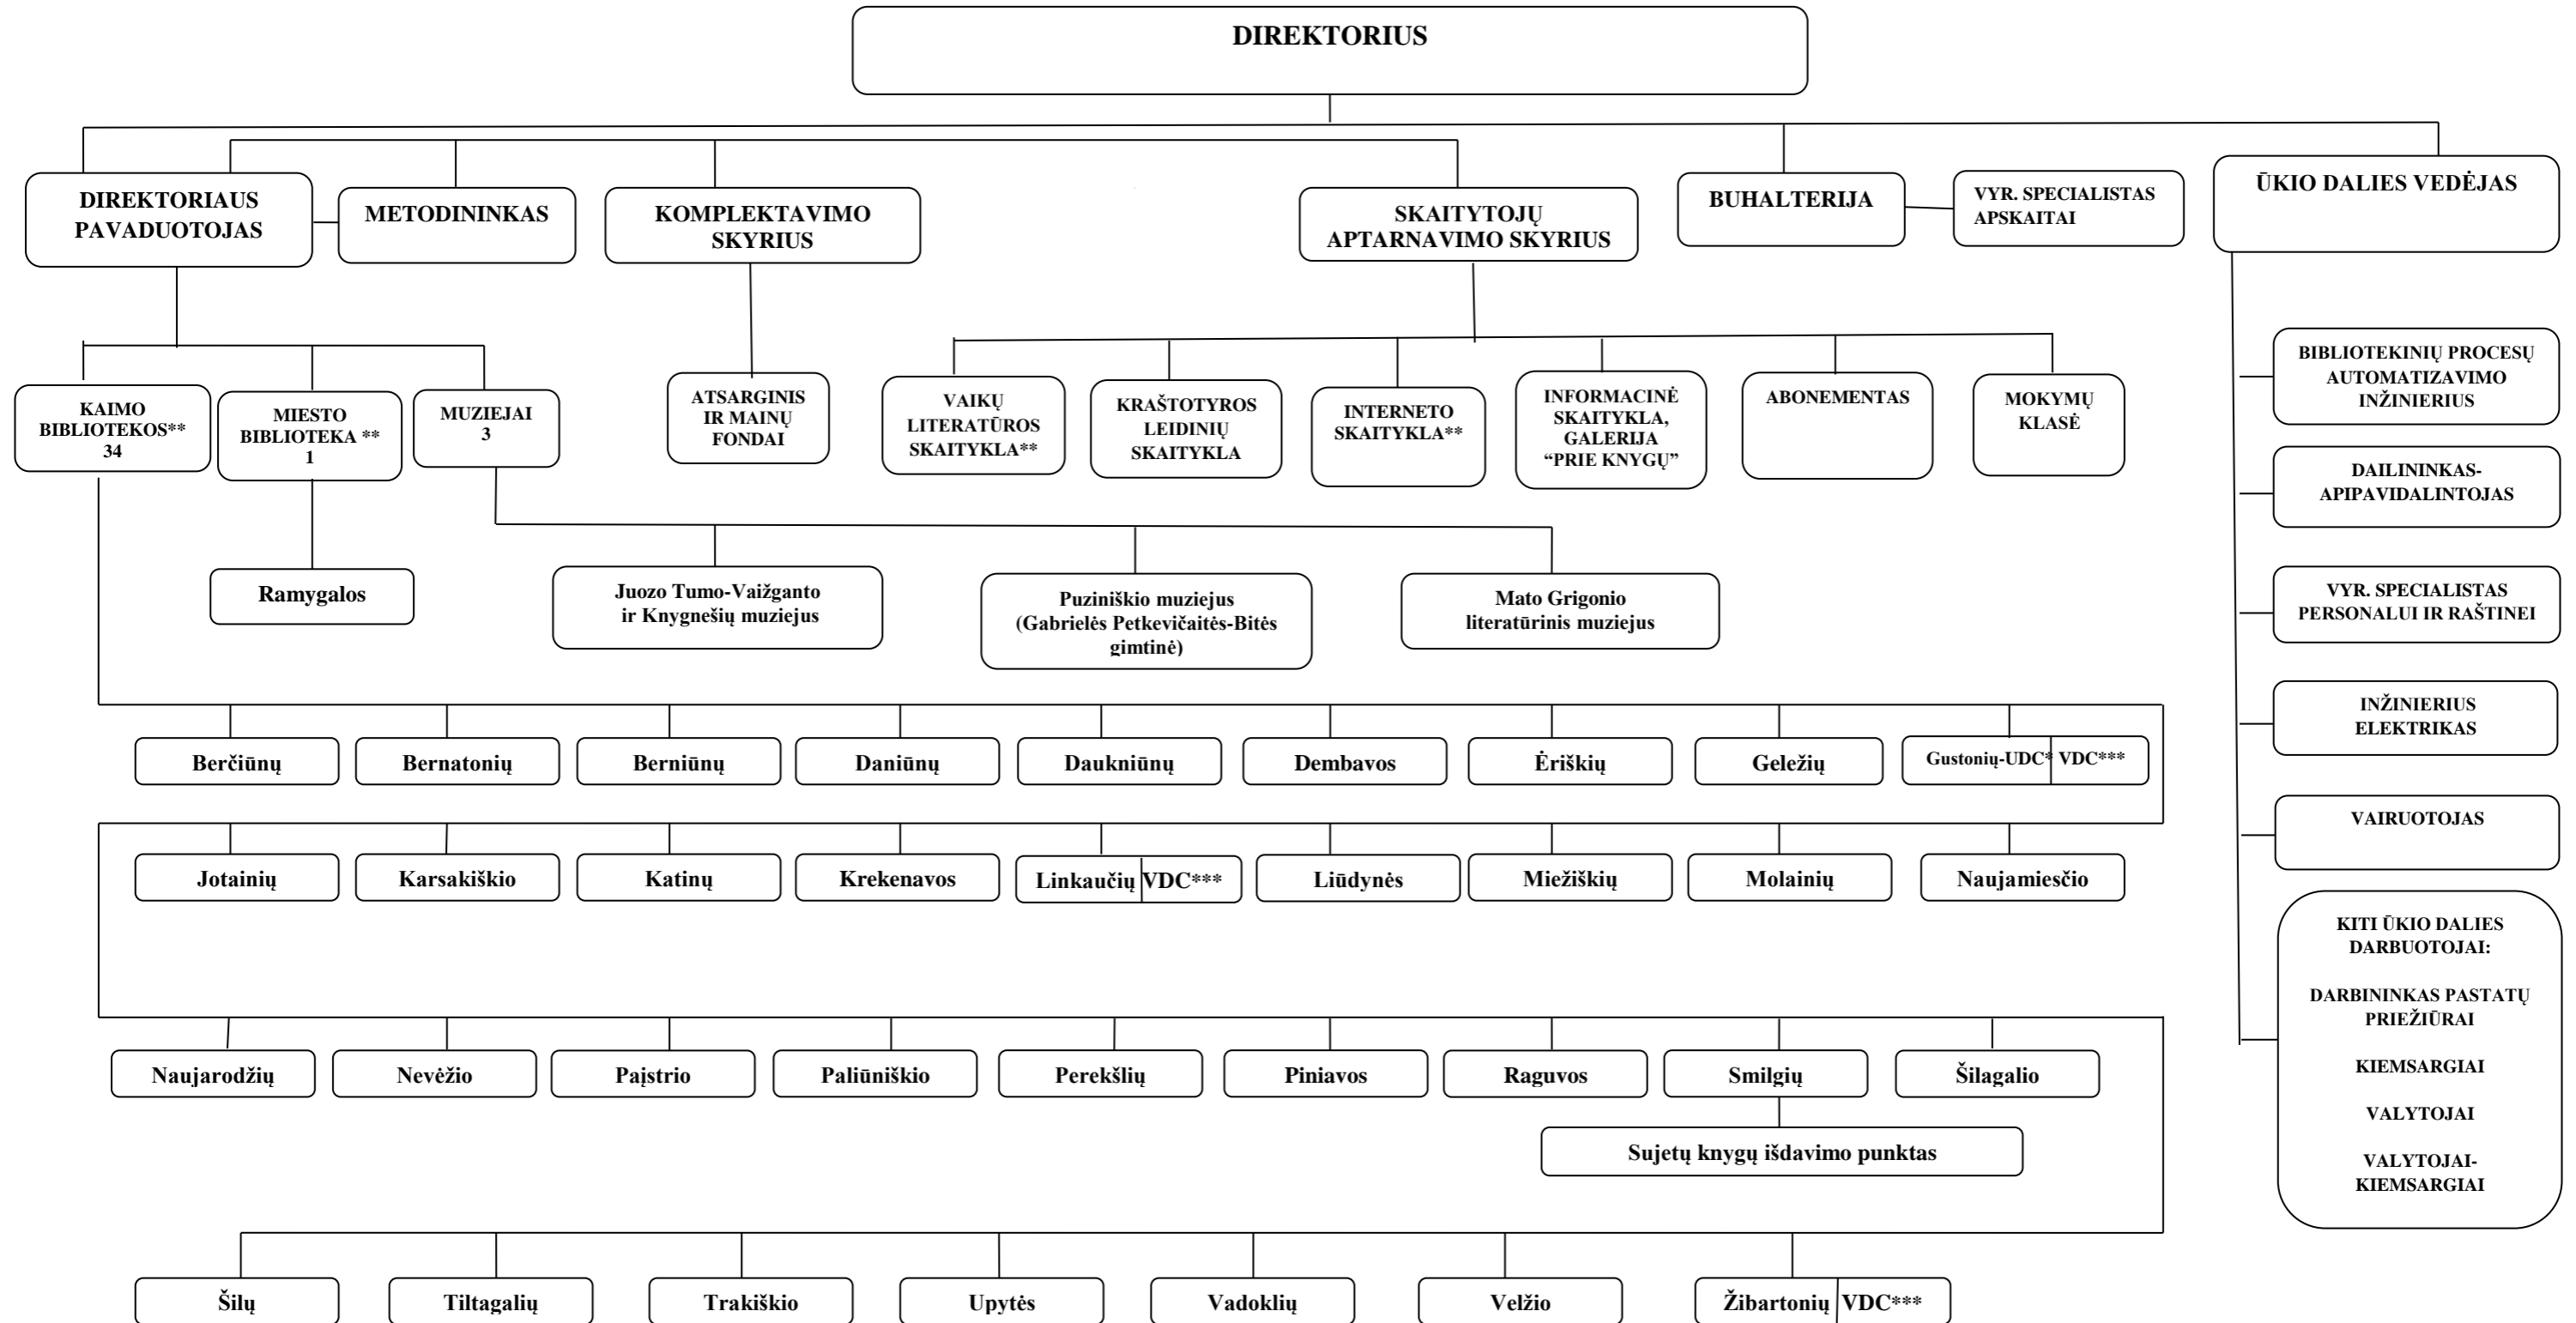 DIREKTORIUS
DIREKTORIAUS
PAVADUOTOJAS
METODININKAS
KOMPLEKTAVIMO
SKYRIUS
SKAITYTOJŲ
APTARNAVIMO SKYRIUS
BUHALTERIJA
VYR. SPECIALISTAS
APSKAITAI
ŪKIO DALIES VEDĖJAS
KAIMO
BIBLIOTEKOS**
34
MIESTO
BIBLIOTEKA **
1
MUZIEJAI
3
ATSARGINIS
IR MAINŲ
FONDAI
VAIKŲ
LITERATŪROS
SKAITYKLA**
KRAŠTOTYROS
LEIDINIŲ
SKAITYKLA
INTERNETO
SKAITYKLA**
INFORMACINĖ
SKAITYKLA,
GALERIJA
“PRIE KNYGŲ”
ABONEMENTAS
MOKYMŲ
KLASĖ
BIBLIOTEKINIŲ PROCESŲ
AUTOMATIZAVIMO
INŽINIERIUS
DAILININKAS-
APIPAVIDALINTOJAS
VYR. SPECIALISTAS
PERSONALUI IR RAŠTINEI
INŽINIERIUS
ELEKTRIKAS
VAIRUOTOJAS
KITI ŪKIO DALIES
DARBUOTOJAI:
DARBININKAS PASTATŲ
PRIEŽIŪRAI
KIEMSARGIAI
VALYTOJAI
VALYTOJAI-
KIEMSARGIAI
Ramygalos
Juozo Tumo-Vaižganto
ir Knygnešių muziejus
Puziniškio muziejus
(Gabrielės Petkevičaitės-Bitės
gimtinė)
Mato Grigonio
literatūrinis muziejus
Berčiūnų
Bernatonių
Berniūnų
Daniūnų
Daukniūnų
Dembavos
Ėriškių
Geležių
Gustonių-UDC* VDC***
Jotainių
Karsakiškio
Katinų
Krekenavos
Linkaučių VDC***
Liūdynės
Miežiškių
Molainių
Naujamiesčio
Naujarodžių
Nevėžio
Paįstrio
Paliūniškio
Perekšlių
Piniavos
Raguvos
Smilgių
Šilagalio
Sujetų knygų išdavimo punktas
Šilų
Tiltagalių
Trakiškio
Upytės
Vadoklių
Velžio
Žibartonių VDC***